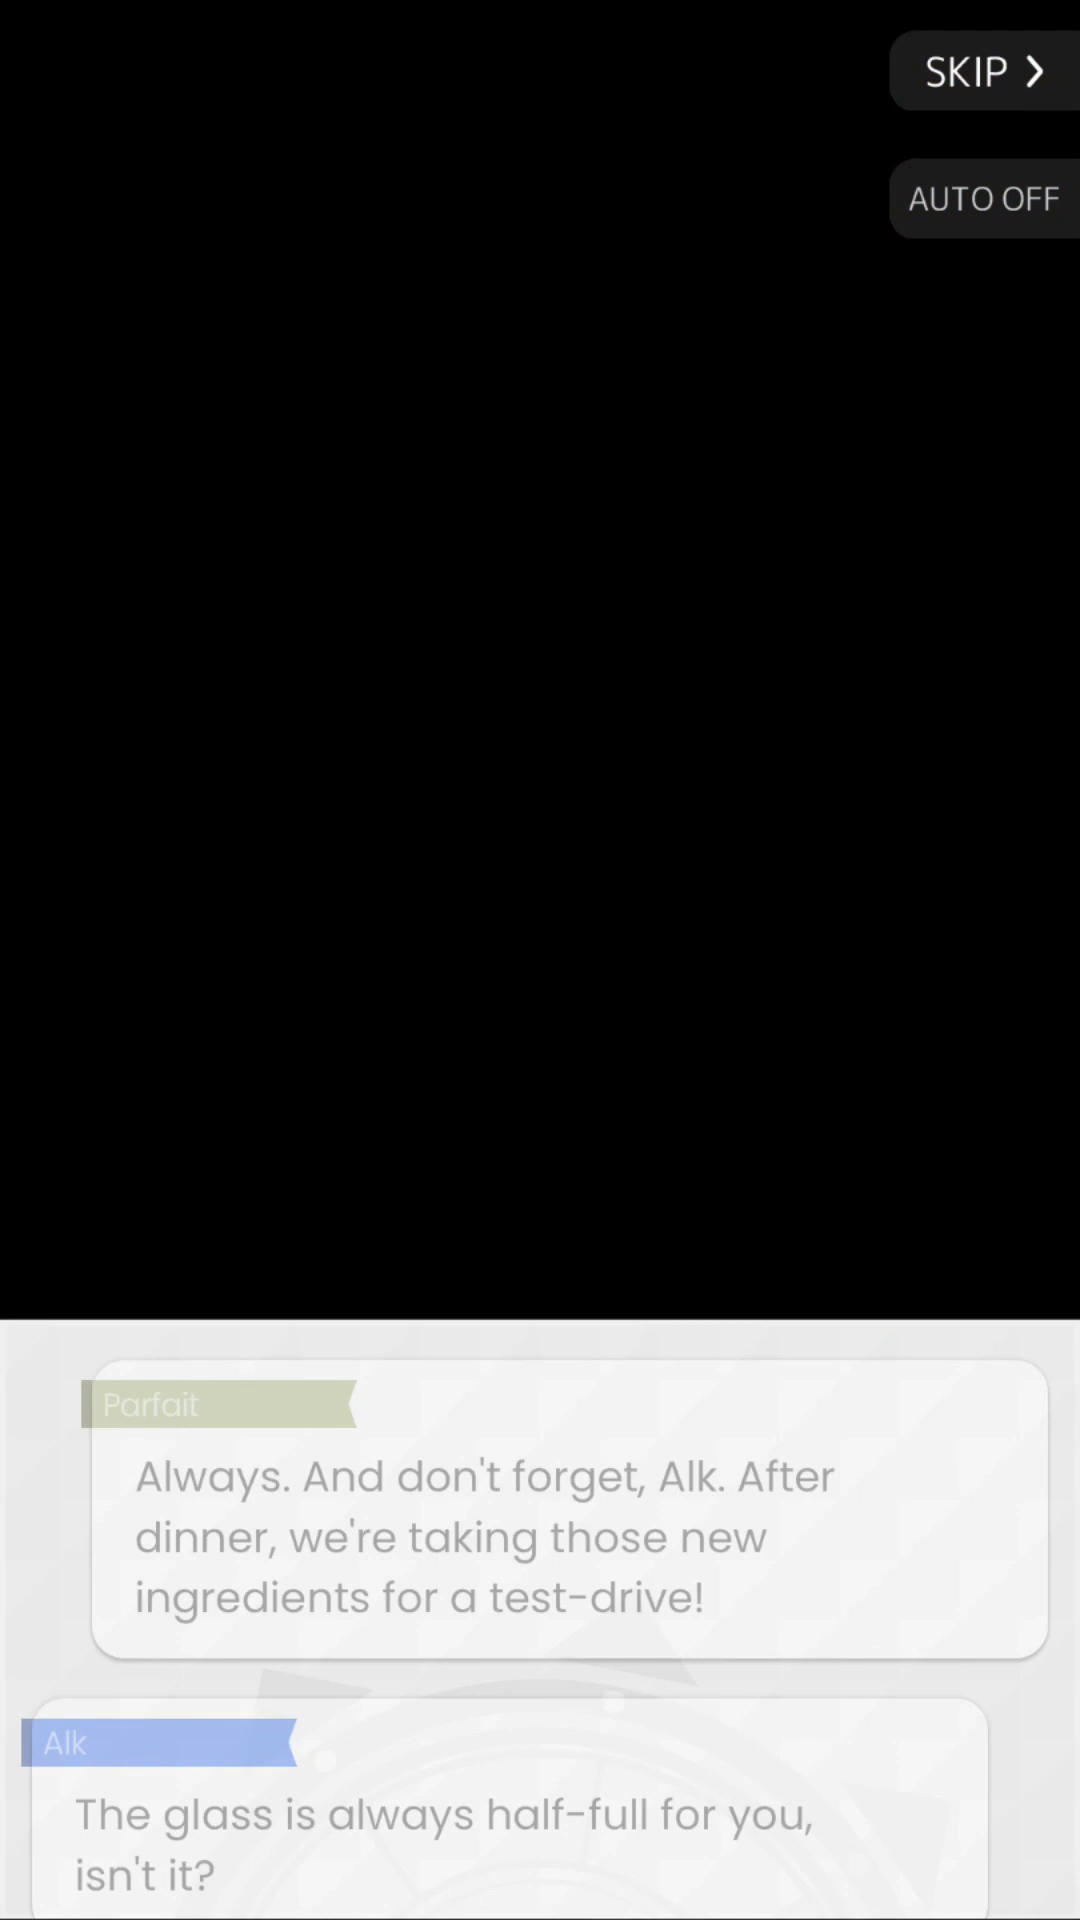 SKIP
AUTO OFF
Parfait
Always. And don't forget, Alk. After
dinner, we're taking those new
ingredients for a test-drive!
Alk
The glass is always half-full for you,
isn't it?